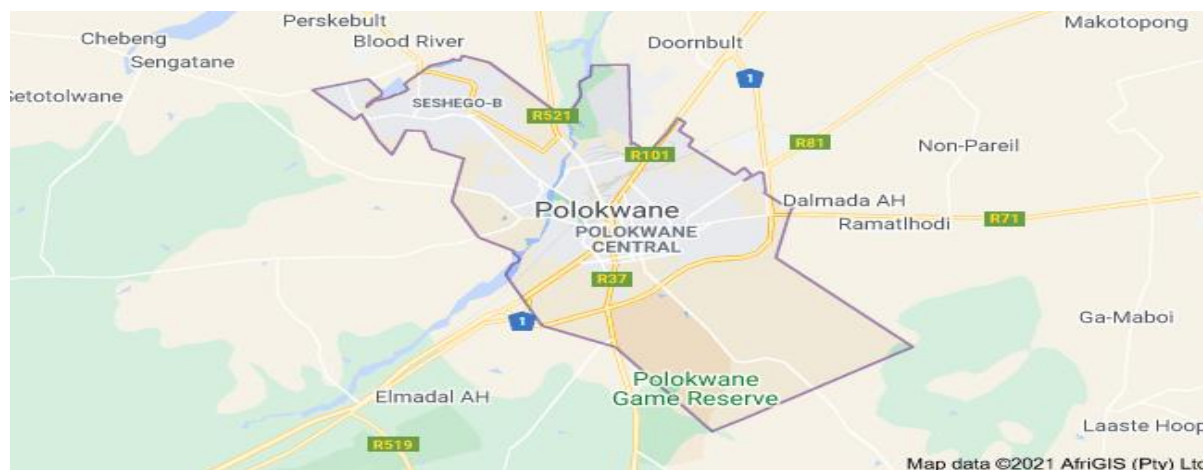 Perskebult
Makotopong
Chebeng
Blood River
Doornbult
Sengatane
1
Setotolwane
SESHEGO-B
R521
R81
Non-Pareil
R101
Polokwane
Dalmada AH
POLOKWANE
CENTRAL
Ramatlhodi
R71
R37
Ga-Maboi
1
Polokwane
Game Reserve
Elmadal AH
Laaste Hoop
R519
Map data ©2021 AfriGIS (Pty) Ltd